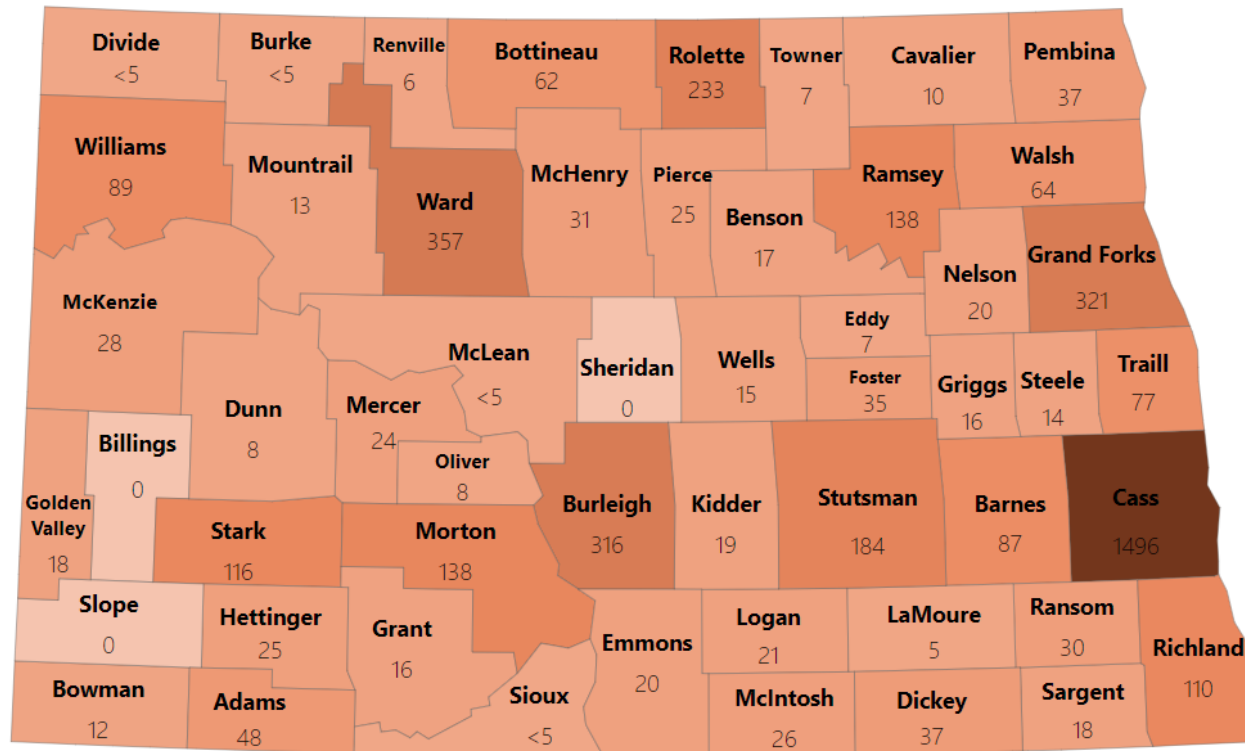 Divide
<5
Burke
<5
Renville
6
Bottineau
62
Rolette
233
Towner
7
Cavalier
10
Pembina
37
Williams
89
Mountrail
13
Ward
357
McHenry
31
Pierce
25
Benson
17
Ramsey
138
Walsh
64
Nelson
20
Grand Forks
321
McKenzie
28
Dunn
8
McLean
<5
Mercer
24
Oliver
8
Sheridan
0
Wells
15
Eddy
7
Foster
35
Griggs
16
Steele
14
Traill
77
Golden
Valley
18
Billings
0
Stark
116
Morton
138
Burleigh
316
Kidder
19
Stutsman
184
Barnes
87
Cass
1496
Slope
0
Hettinger
25
Grant
16
Bowman
12
Adams
48
Sioux
<5
Emmons
20
Logan
21
McIntosh
26
LaMoure
5
Dickey
37
Ransom
30
Sargent
18
Richland
110